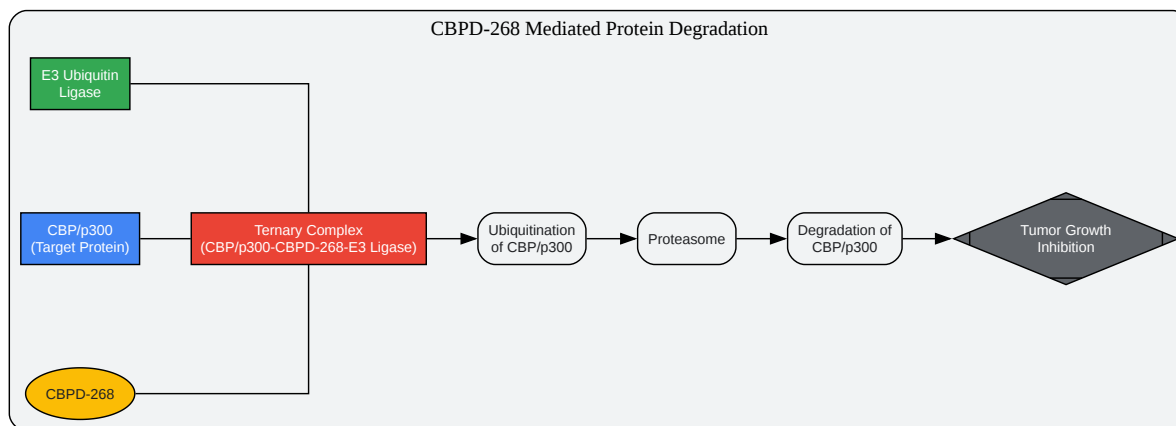 CBPD-268 Mediated Protein Degradation
E3 Ubiquitin
Ligase
CBP/p300
(Target Protein)
Ternary Complex
(CBP/p300-CBPD-268-E3 Ligase)
Ubiquitination
of CBP/p300
Proteasome
Degradation of
CBP/p300
Tumor Growth
Inhibition
CBPD-268